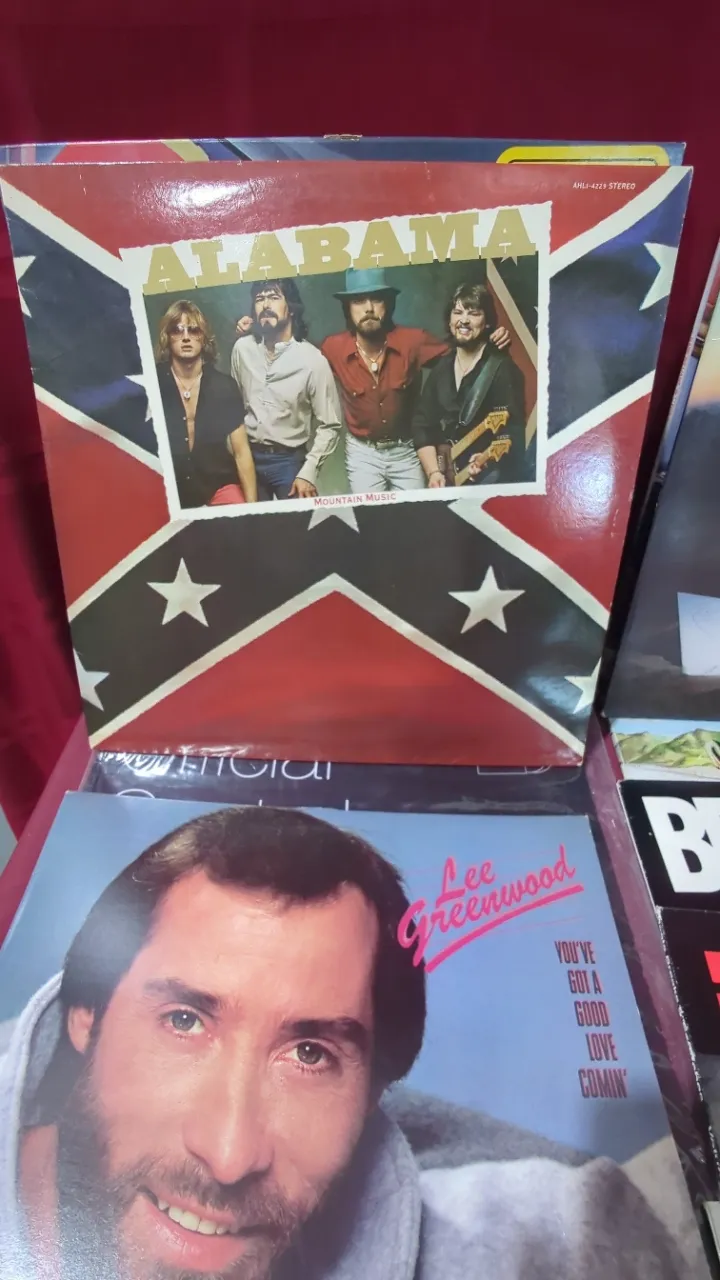 AHL1-4229 STEREO
ALABAMA
MOUNTAIN MUSIC
Lee
Greenwood
YOU'VE
GOT A
GOOD
LOVE
COMIN'